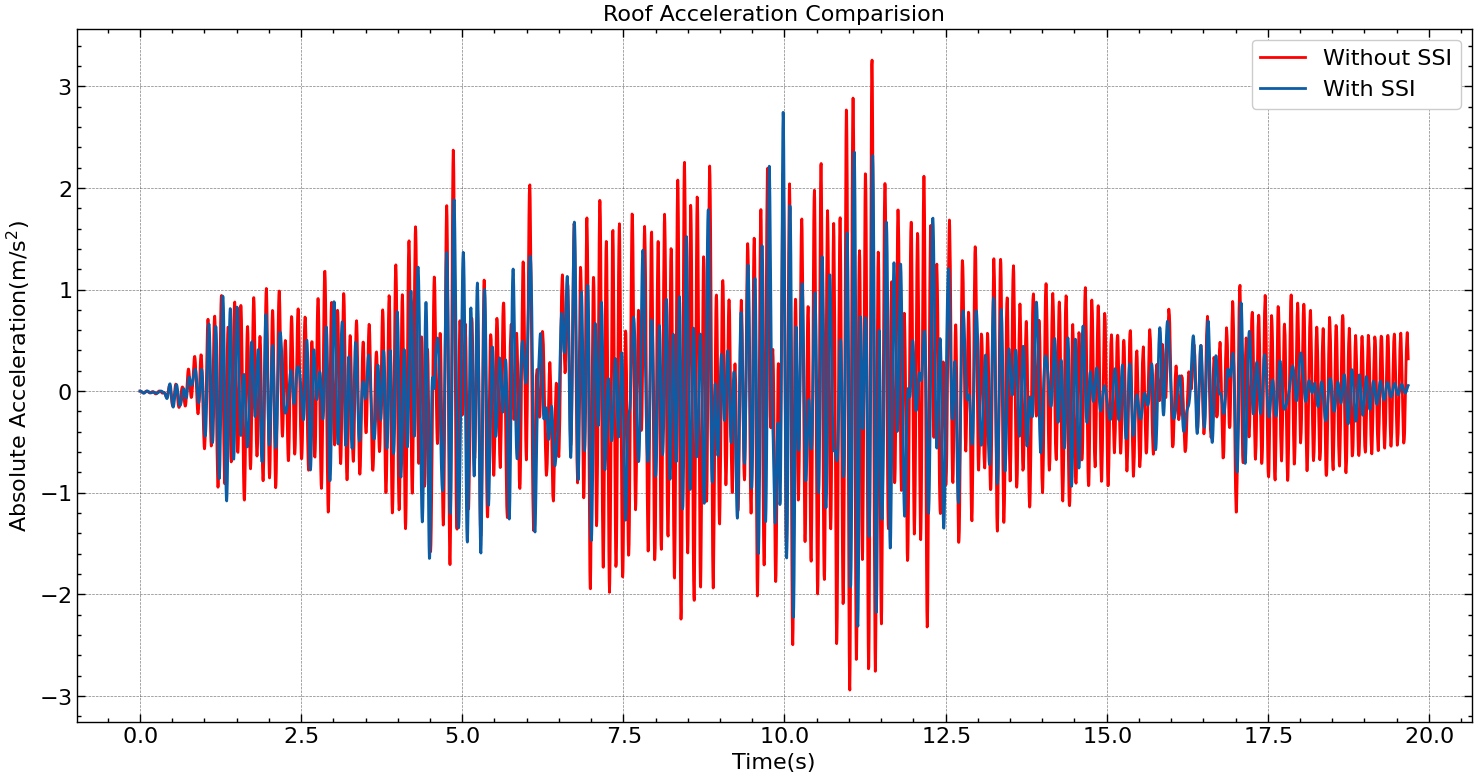 Roof Acceleration Comparision
Without SSI
With SSI
Absolute Acceleration(m/s²)
3
2
1
0
−1
−2
−3
0.0 2.5 5.0 7.5 10.0 12.5 15.0 17.5 20.0
Time(s)